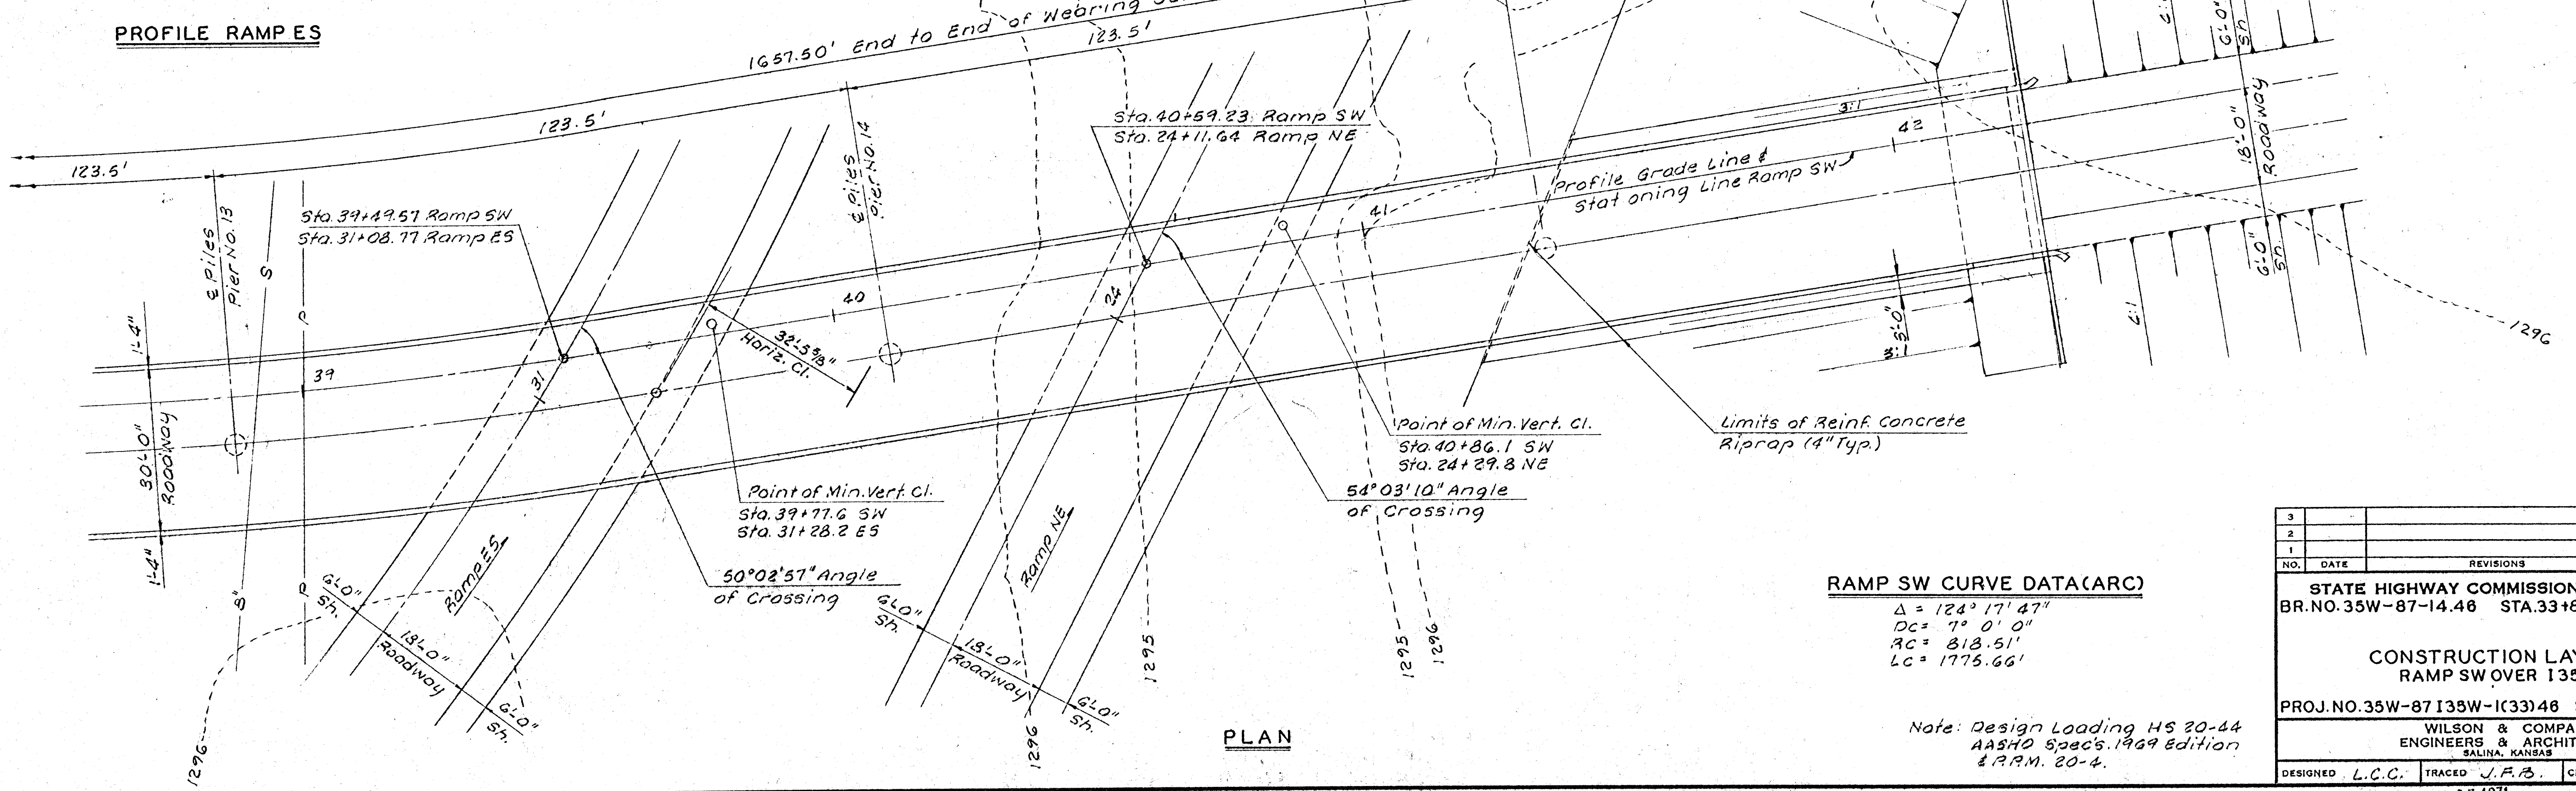 PROFILE RAMP ES
1657.50' End to End of Wearing
123.5'
123.5'
123.5'
℄ Piles
Pier No. 13
℄ Piles
Pier No. 14
Sta. 39+49.57 Ramp SW
Sta. 31+08.77 Ramp ES
Sta. 40+59.23 Ramp SW
Sta. 24+11.64 Ramp NE
Profile Grade Line &
Stat oning Line Ramp SW
3:1
42
41
40
39
31
24
6'-0"
Sh.
18'-0"
Roadway
6'-0"
Sh.
1'-4"
30'-0"
Roadway
1'-4"
S
P
8"
P
32'-5 5/8"
Horiz. Cl.
5'-0"
3:1
1296
Point of Min. Vert. Cl.
Sta. 39+77.6 SW
Sta. 31+28.2 ES
50°02'57" Angle
of Crossing
Point of Min. Vert. Cl.
Sta. 40+86.1 SW
Sta. 24+29.8 NE
54°03'10" Angle
of Crossing
Limits of Reinf. Concrete
Riprap (4" Typ.)
Ramp ES
Ramp NE
6'-0"
Sh.
18'-0"
Roadway
6'-0"
Sh.
6'-0"
Sh.
18'-0"
Roadway
6'-0"
Sh.
1296
1296
1295
1295
1296
PLAN
RAMP SW CURVE DATA (ARC)
Δ = 124° 17' 47"
DC = 7° 0' 0"
RC = 818.51'
LC = 1775.66'
Note: Design Loading HS 20-44
AASHO Spec's. 1969 Edition
& P.P.M. 20-4.
3
2
1
NO. DATE REVISIONS
STATE HIGHWAY COMMISSION
BR. NO. 35W-87-14.46 STA. 33+8
CONSTRUCTION LA
RAMP SW OVER I35
PROJ. NO. 35W-87 I35W-1(33)46
WILSON & COMPA
ENGINEERS & ARCHIT
SALINA, KANSAS
DESIGNED L.C.C. TRACED J.F.B. C